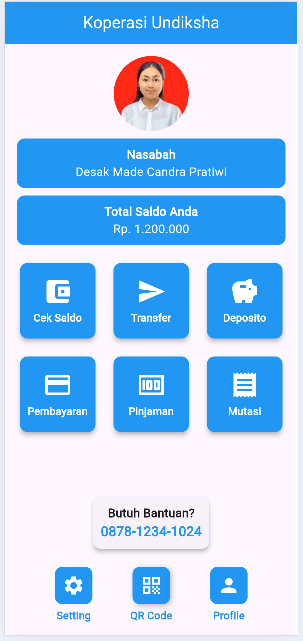 Koperasi Undiksha
Nasabah
Desak Made Candra Pratiwi
Total Saldo Anda
Rp. 1.200.000
Cek Saldo
Transfer
Deposito
Pembayaran
Pinjaman
Mutasi
Butuh Bantuan?
0878-1234-1024
Setting
QR Code
Profile